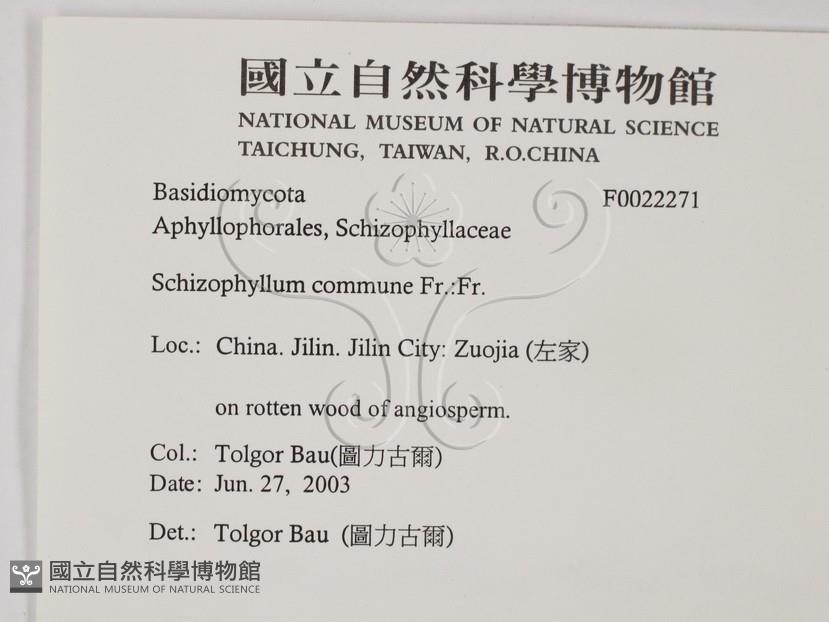 國立自然科學博物館
NATIONAL MUSEUM OF NATURAL SCIENCE
TAICHUNG, TAIWAN, R.O.CHINA
Basidiomycota F0022271
Aphyllophorales, Schizophyllaceae
Schizophyllum commune Fr.:Fr.
Loc.: China. Jilin. Jilin City: Zuojia (左家)
on rotten wood of angiosperm.
Col.: Tolgor Bau(圖力古爾)
Date: Jun. 27, 2003
Det.: Tolgor Bau (圖力古爾)
國立自然科學博物館
NATIONAL MUSEUM OF NATURAL SCIENCE